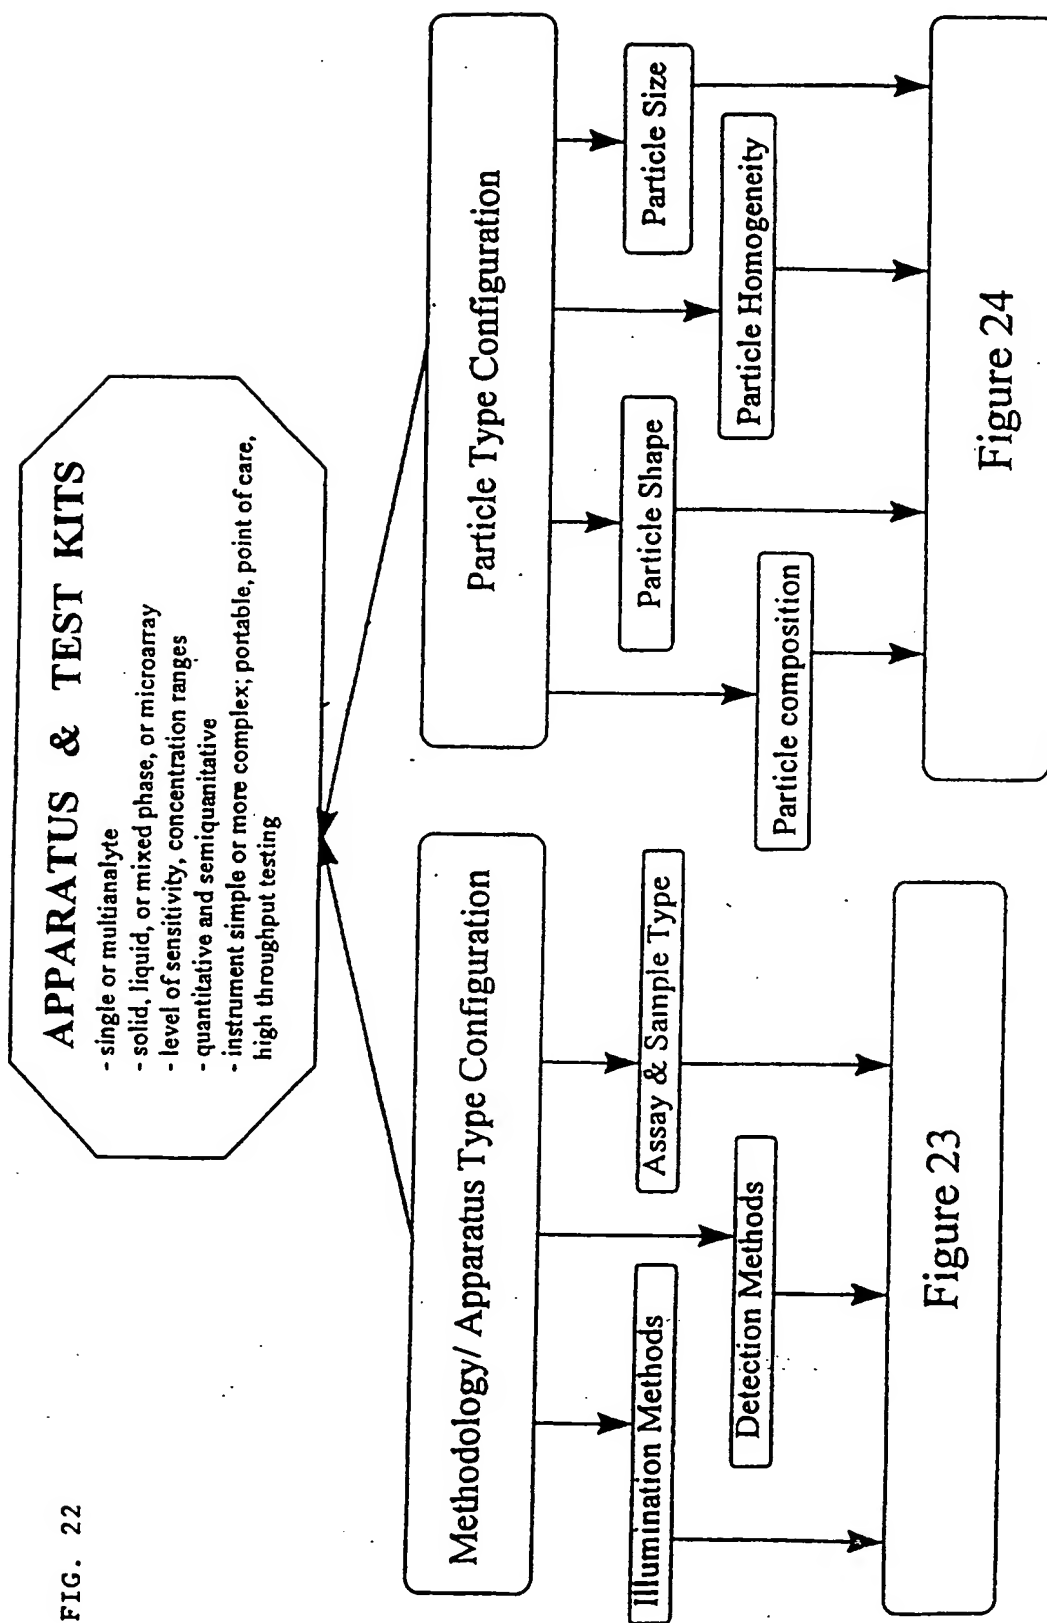 FIG. 22
APPARATUS & TEST KITS
- single or multianalyte
- solid, liquid, or mixed phase, or microarray
- level of sensitivity, concentration ranges
- quantitative and semiquanitative
- instrument simple or more complex; portable, point of care,
high throughput testing
Methodology/ Apparatus Type Configuration
Illumination Methods
Detection Methods
Assay & Sample Type
Figure 23
Particle Type Configuration
Particle composition
Particle Shape
Particle Homogeneity
Particle Size
Figure 24